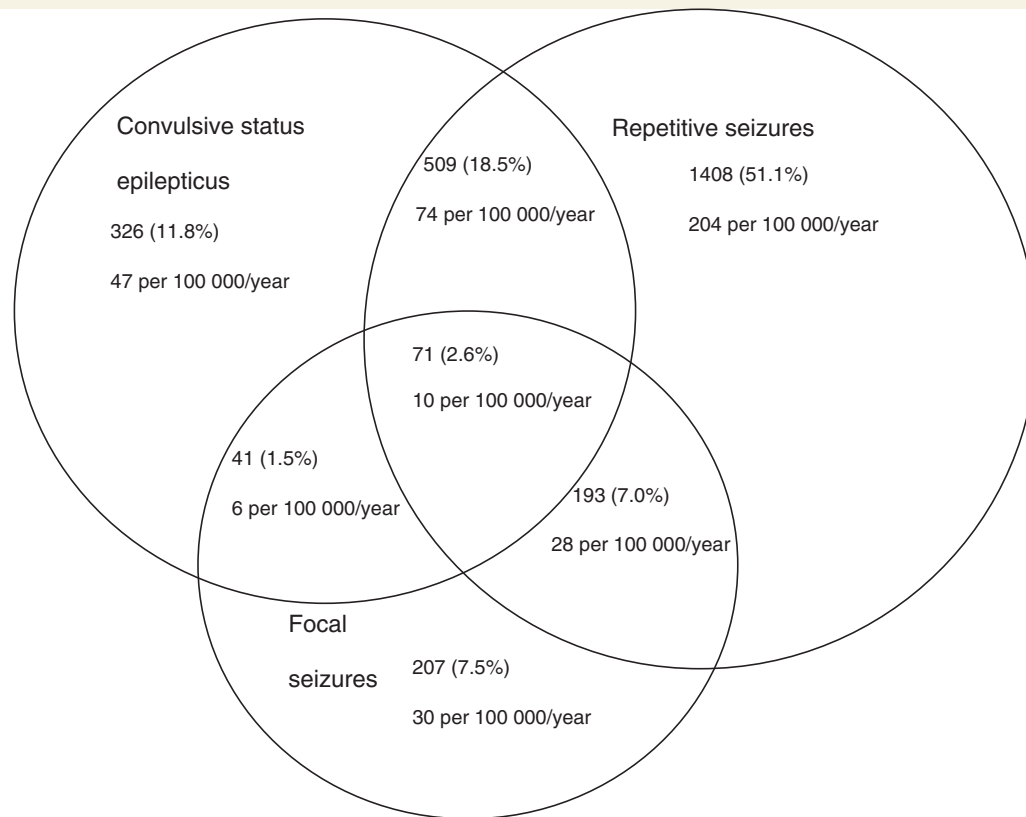 Convulsive status
epilepticus
326 (11.8%)
47 per 100 000/year
509 (18.5%)
74 per 100 000/year
Repetitive seizures
1408 (51.1%)
204 per 100 000/year
71 (2.6%)
10 per 100 000/year
41 (1.5%)
6 per 100 000/year
193 (7.0%)
28 per 100 000/year
Focal
seizures
207 (7.5%)
30 per 100 000/year